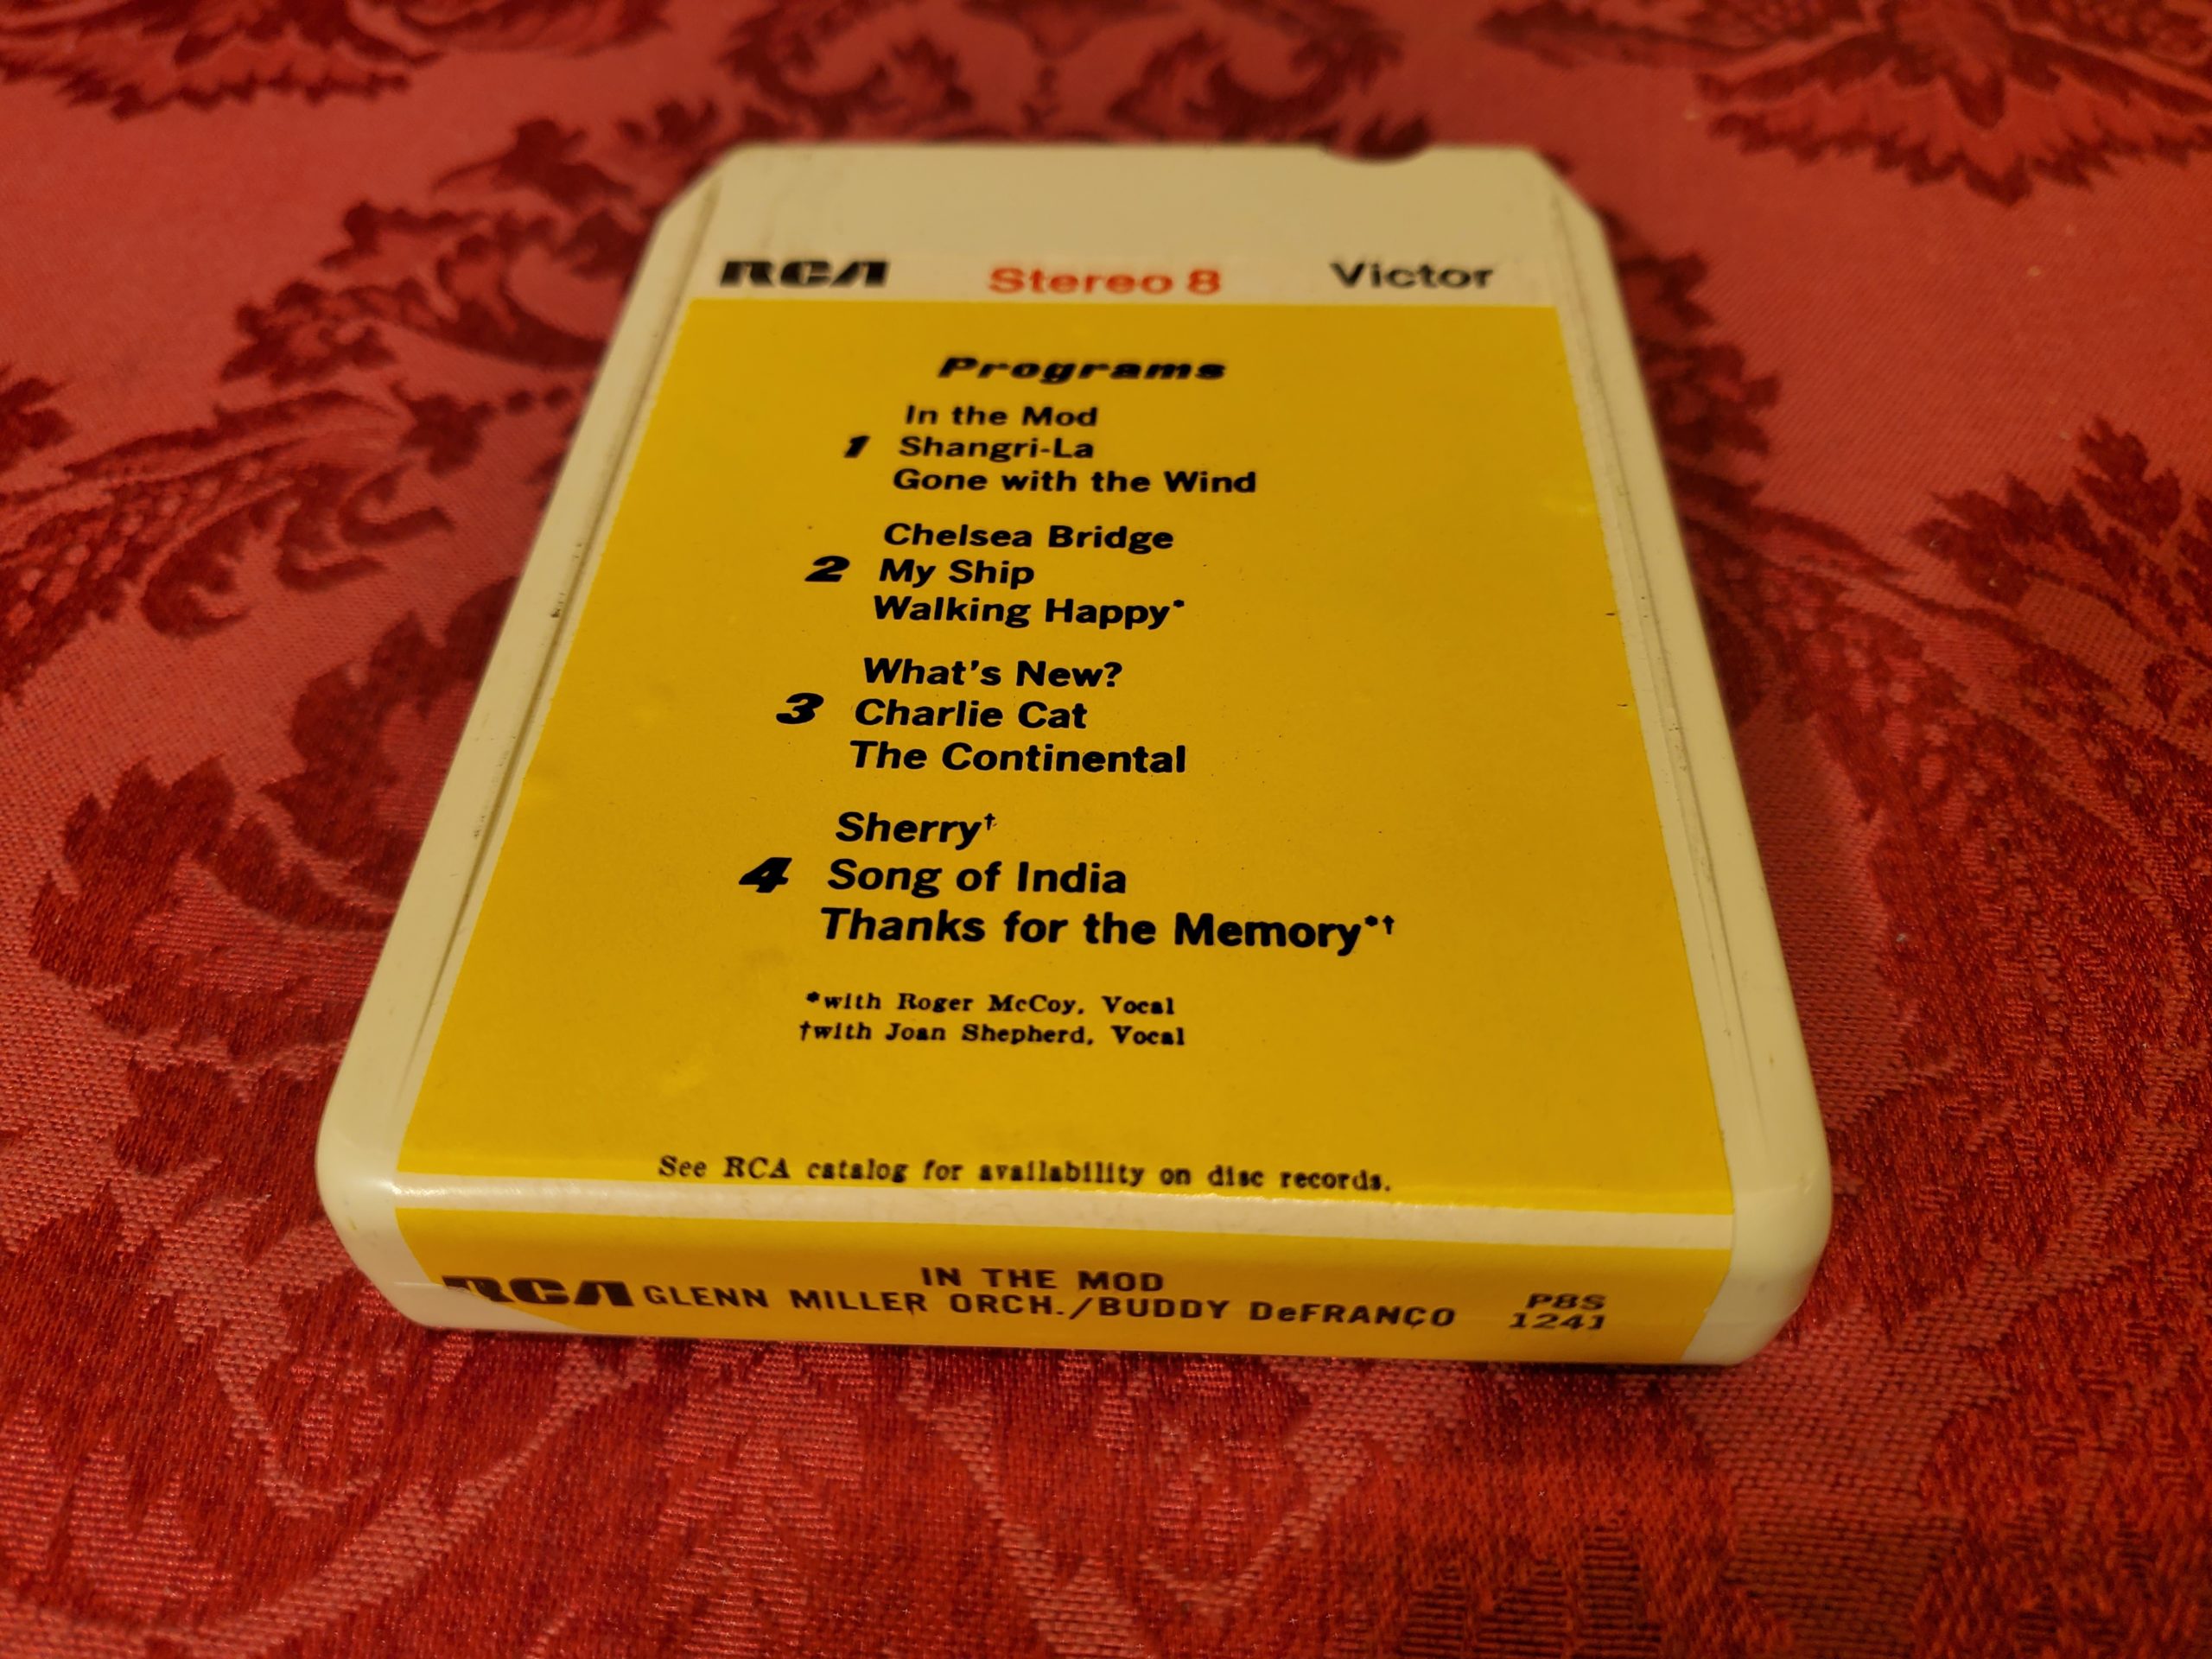 RCA Stereo 8 Victor
Programs
In the Mod
1 Shangri-La
Gone with the Wind
Chelsea Bridge
2 My Ship
Walking Happy*
What's New?
3 Charlie Cat
The Continental
Sherry†
4 Song of India
Thanks for the Memory*†
*with Roger McCoy, Vocal
†with Joan Shepherd, Vocal
See RCA catalog for availability on disc records.
IN THE MOD
RCA GLENN MILLER ORCH./BUDDY DeFRANCO
P8S
1241